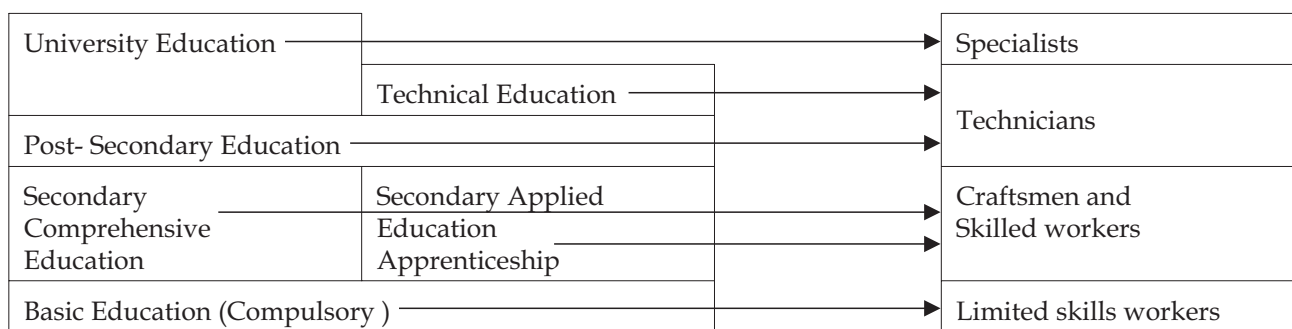 University Education
Specialists
Technical Education
Technicians
Post- Secondary Education
Secondary
Comprehensive
Education
Secondary Applied
Education
Apprenticeship
Craftsmen and
Skilled workers
Basic Education (Compulsory )
Limited skills workers